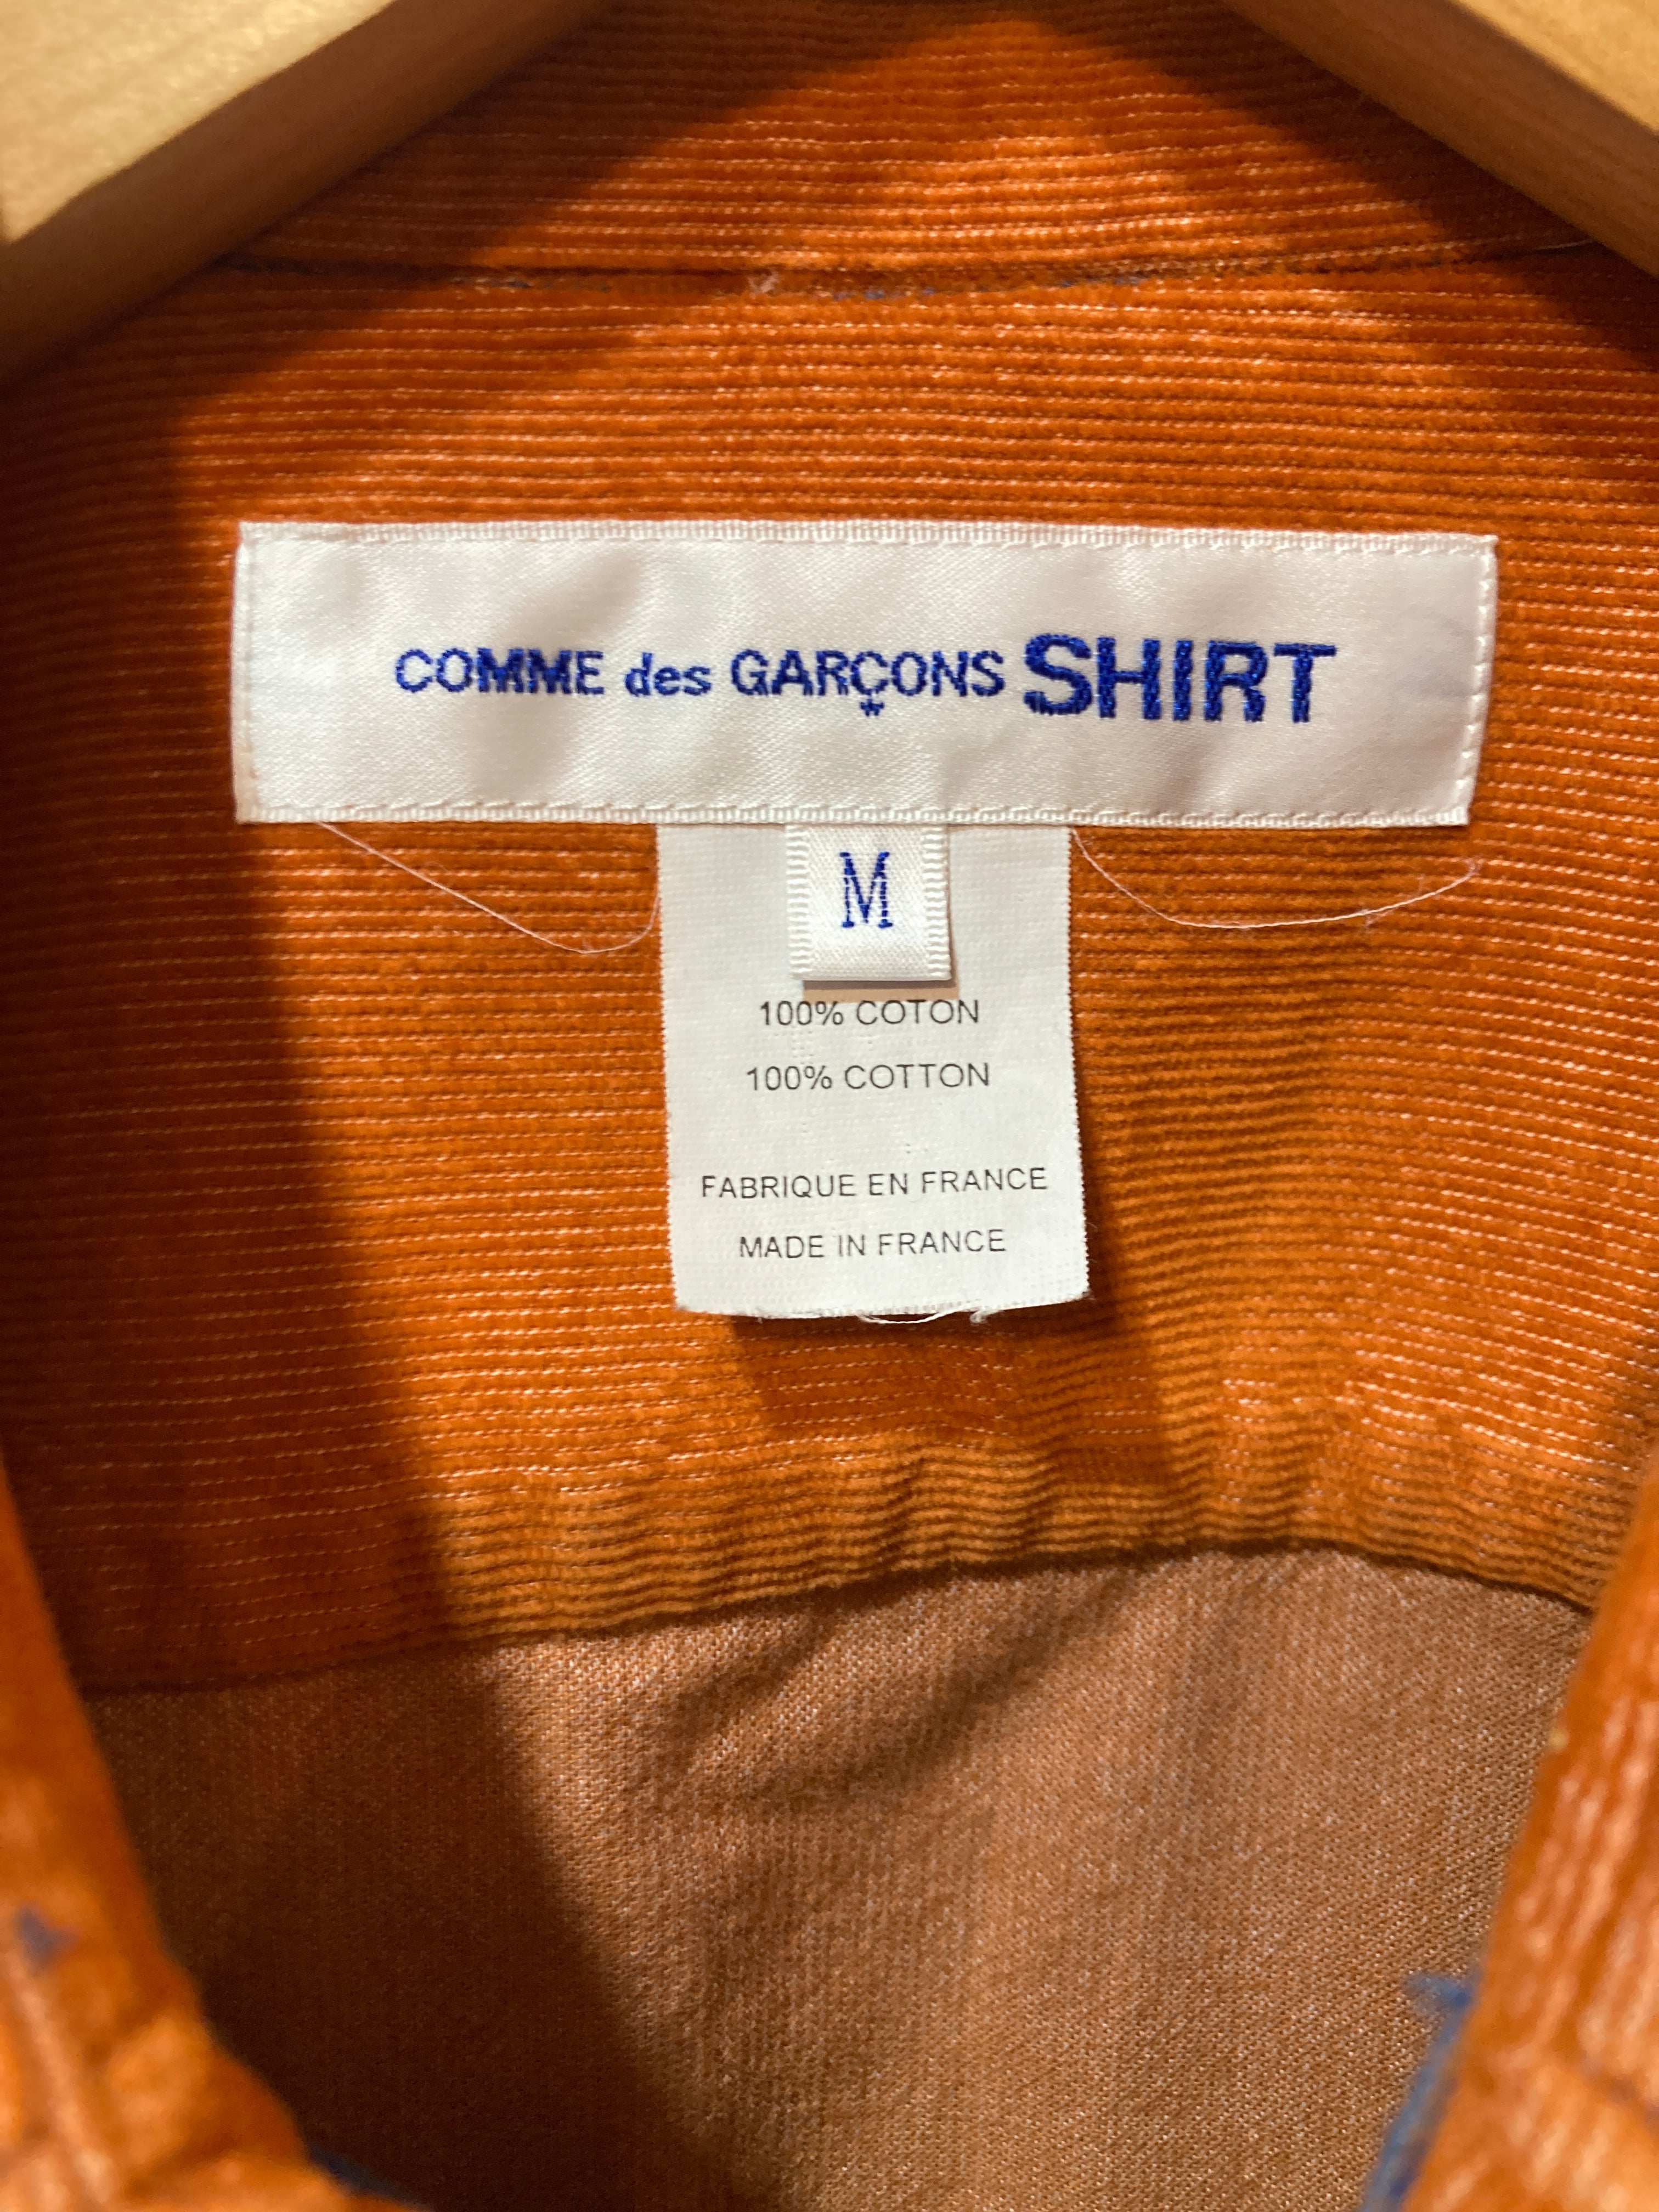 COMME des GARÇONS SHIRT
M
100% COTON
100% COTTON
FABRIQUE EN FRANCE
MADE IN FRANCE